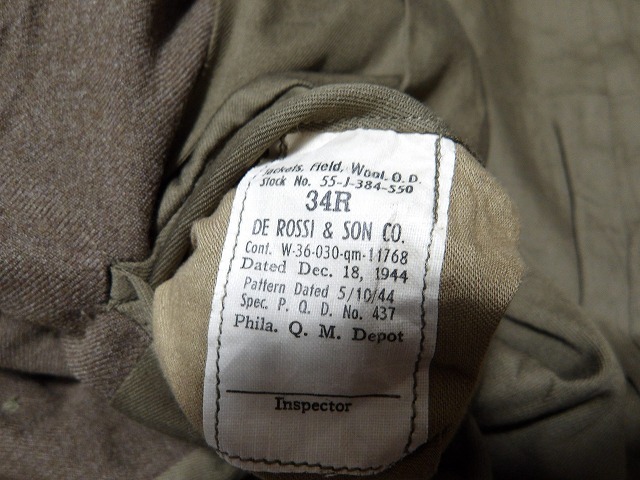 Jackets, Field, Wool, O.D.
Stock No. 55-J-384-550
34R
DE ROSSI & SON CO.
Cont. W-36-030-qm-11768
Dated Dec. 18, 1944
Pattern Dated 5/10/44
Spec. P. Q. D. No. 437
Phila. Q. M. Depot
Inspector